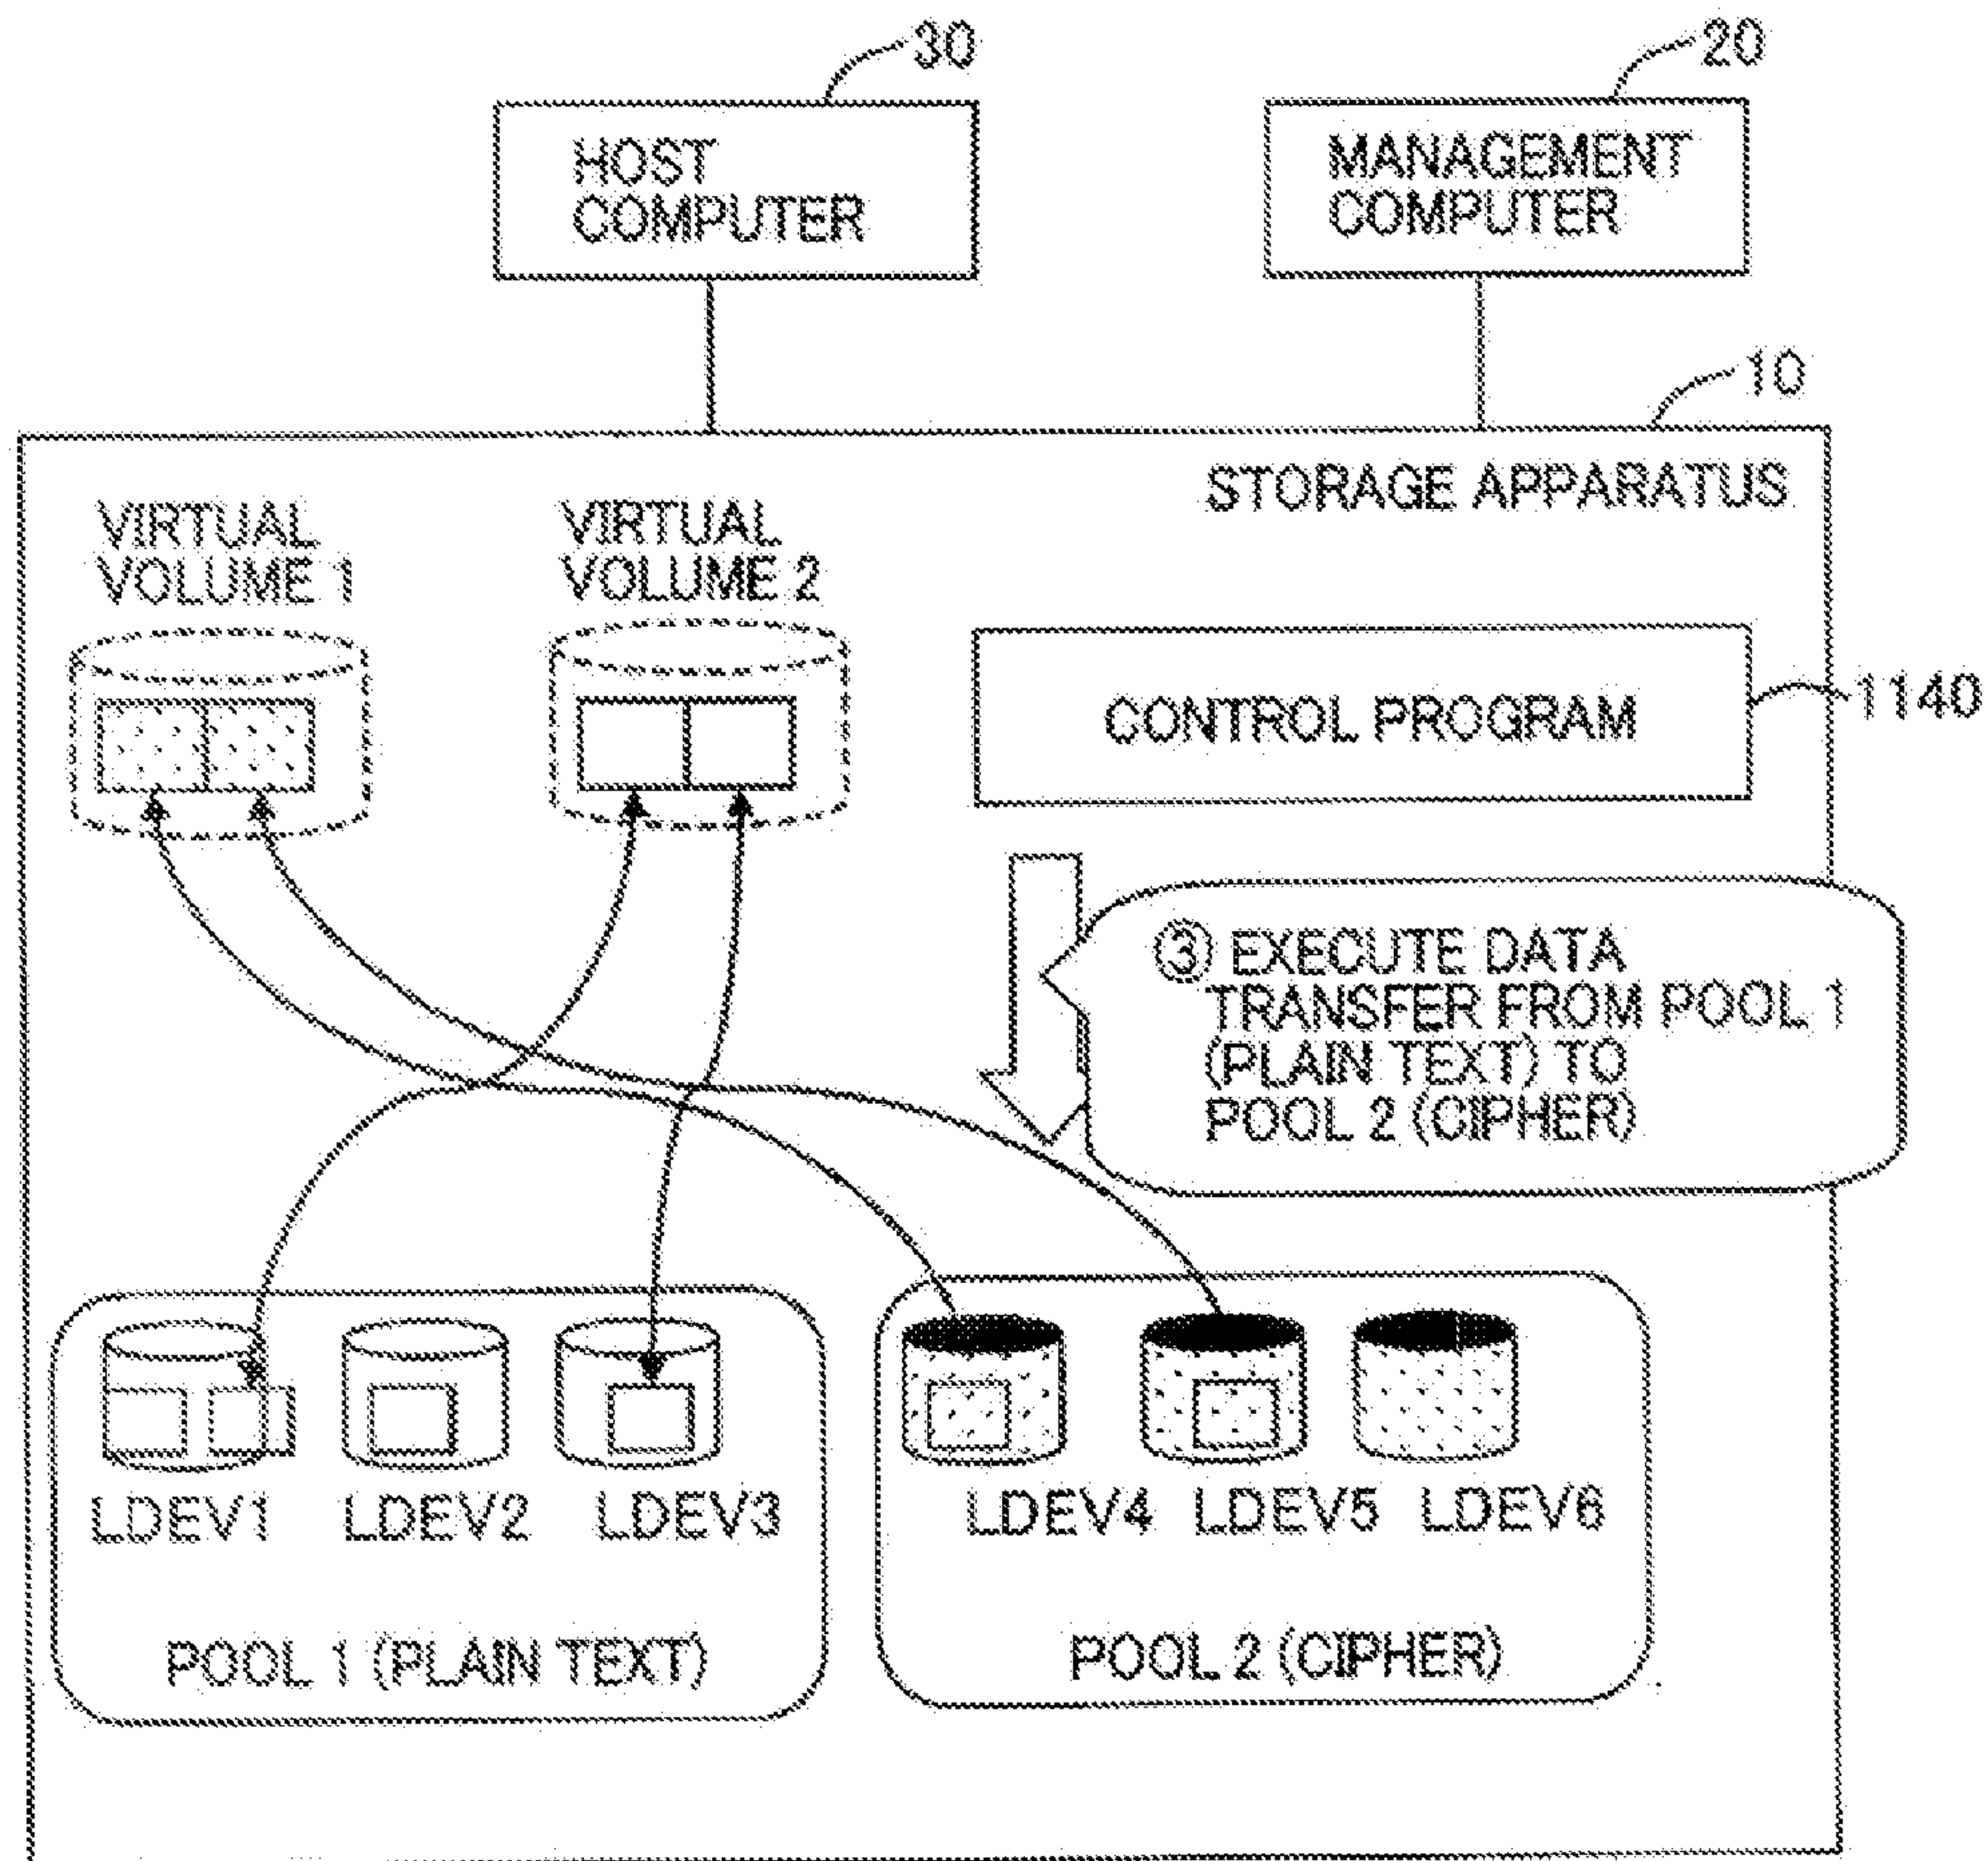 30
20
HOST
COMPUTER
MANAGEMENT
COMPUTER
10
STORAGE APPARATUS
VIRTUAL
VOLUME 1
VIRTUAL
VOLUME 2
CONTROL PROGRAM
1140
③ EXECUTE DATA
TRANSFER FROM POOL 1
(PLAIN TEXT) TO
POOL 2 (CIPHER)
LDEV1
LDEV2
LDEV3
LDEV4
LDEV5
LDEV6
POOL 1 (PLAIN TEXT)
POOL 2 (CIPHER)